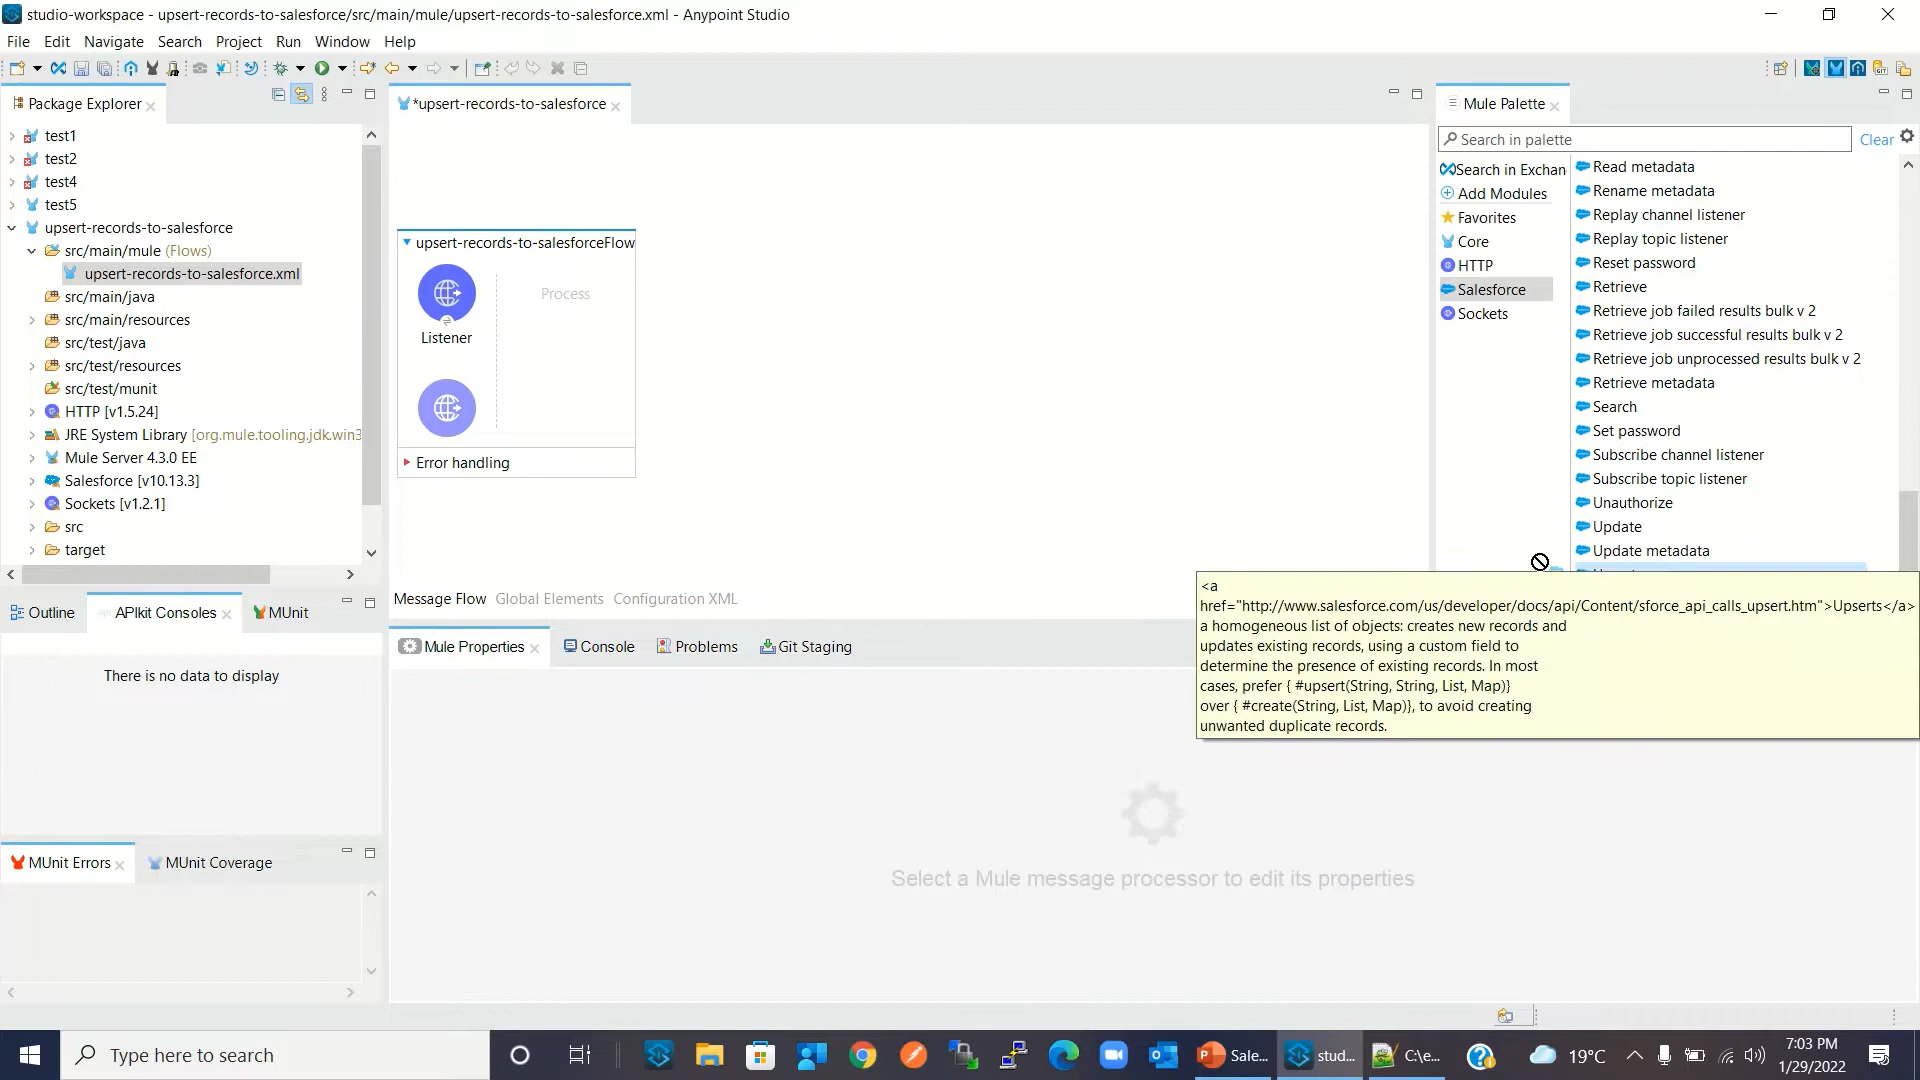 studio-workspace - upsert-records-to-salesforce/src/main/mule/upsert-records-to-salesforce.xml - Anypoint Studio
File Edit Navigate Search Project Run Window Help
Package Explorer
test1
test2
test4
test5
upsert-records-to-salesforce
src/main/mule (Flows)
upsert-records-to-salesforce.xml
src/main/java
src/main/resources
src/test/java
src/test/resources
src/test/munit
HTTP [v1.5.24]
JRE System Library [org.mule.tooling.jdk.win3
Mule Server 4.3.0 EE
Salesforce [v10.13.3]
Sockets [v1.2.1]
src
target
*upsert-records-to-salesforce
upsert-records-to-salesforceFlow
Process
Listener
Error handling
Message Flow Global Elements Configuration XML
Mule Palette
Search in palette
Clear
Search in Exchan
Add Modules
Favorites
Core
HTTP
Salesforce
Sockets
Read metadata
Rename metadata
Replay channel listener
Replay topic listener
Reset password
Retrieve
Retrieve job failed results bulk v 2
Retrieve job successful results bulk v 2
Retrieve job unprocessed results bulk v 2
Retrieve metadata
Search
Set password
Subscribe channel listener
Subscribe topic listener
Unauthorize
Update
Update metadata
<a
href="http://www.salesforce.com/us/developer/docs/api/Content/sforce_api_calls_upsert.htm">Upserts</a>
a homogeneous list of objects: creates new records and
updates existing records, using a custom field to
determine the presence of existing records. In most
cases, prefer { #upsert(String, String, List, Map)}
over { #create(String, List, Map)}, to avoid creating
unwanted duplicate records.
Outline APIkit Consoles MUnit
There is no data to display
MUnit Errors MUnit Coverage
Mule Properties Console Problems Git Staging
Select a Mule message processor to edit its properties
Type here to search
Sale...
stud...
C:\e...
19°C
7:03 PM
1/29/2022